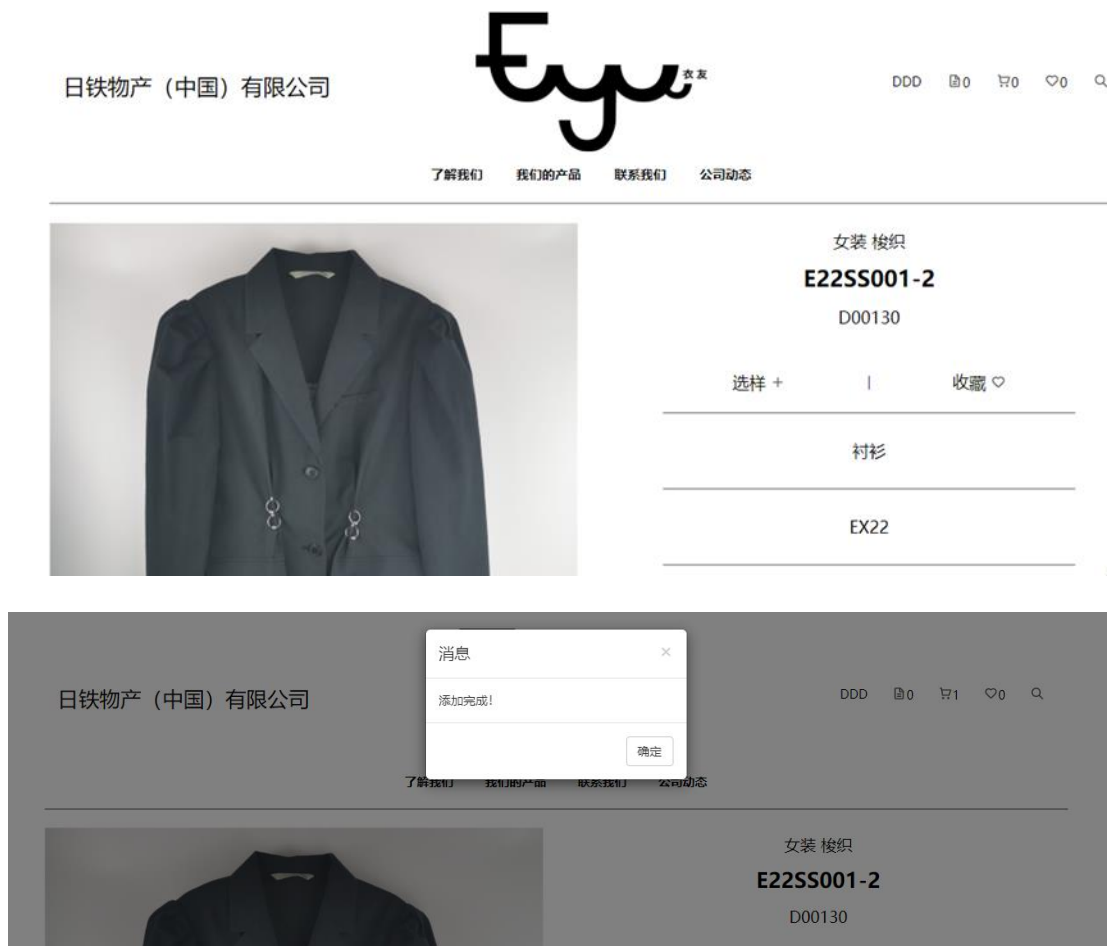 日铁物产（中国）有限公司
Eyu 衣友
DDD 0 0 0
了解我们 我们的产品 联系我们 公司动态
女装 梭织
E22SS001-2
D00130
选样 + | 收藏
衬衫
EX22
消息 ×
添加完成!
确定
日铁物产（中国）有限公司
DDD 0 1 0
了解我们 我们的产品 联系我们 公司动态
女装 梭织
E22SS001-2
D00130